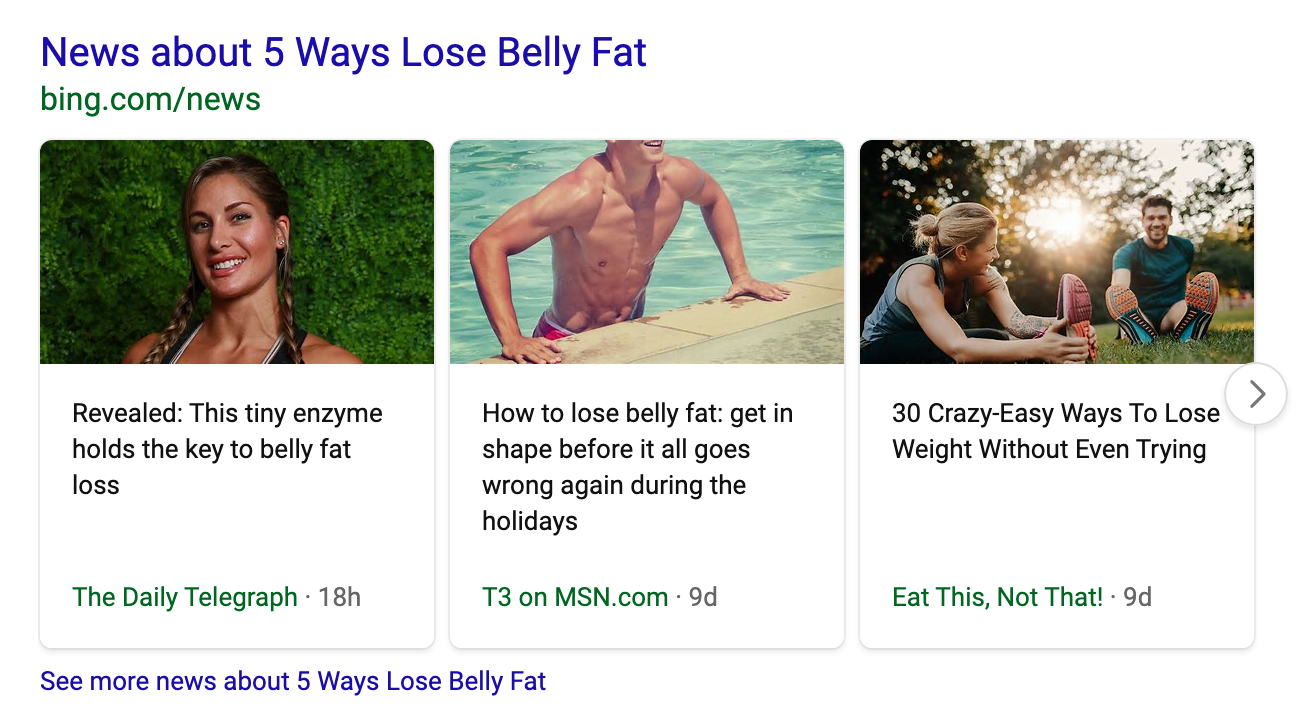 News about 5 Ways Lose Belly Fat
bing.com/news
Revealed: This tiny enzyme
holds the key to belly fat
loss
The Daily Telegraph · 18h
How to lose belly fat: get in
shape before it all goes
wrong again during the
holidays
T3 on MSN.com · 9d
30 Crazy-Easy Ways To Lose
Weight Without Even Trying
Eat This, Not That! · 9d
See more news about 5 Ways Lose Belly Fat